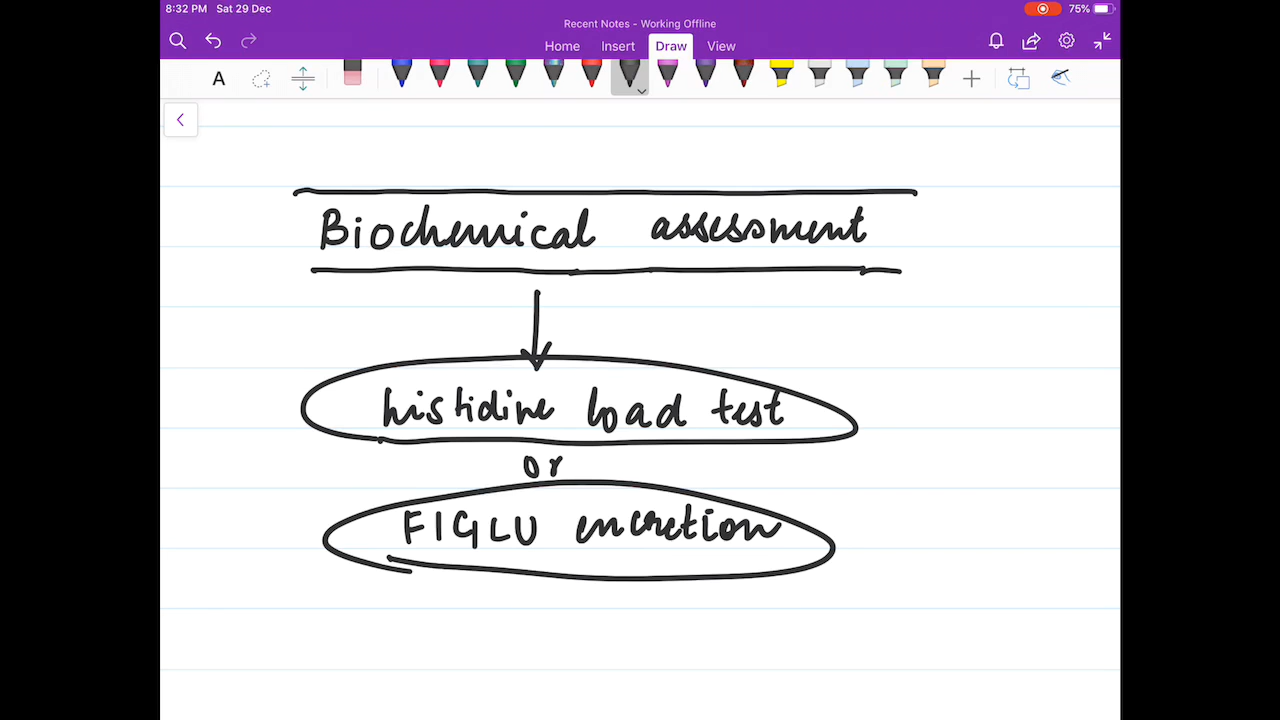 8:32 PM Sat 29 Dec
75%
Recent Notes - Working Offline
Home Insert Draw View
A
Biochemical assessment
histidine load test
or
FIGLU excretion